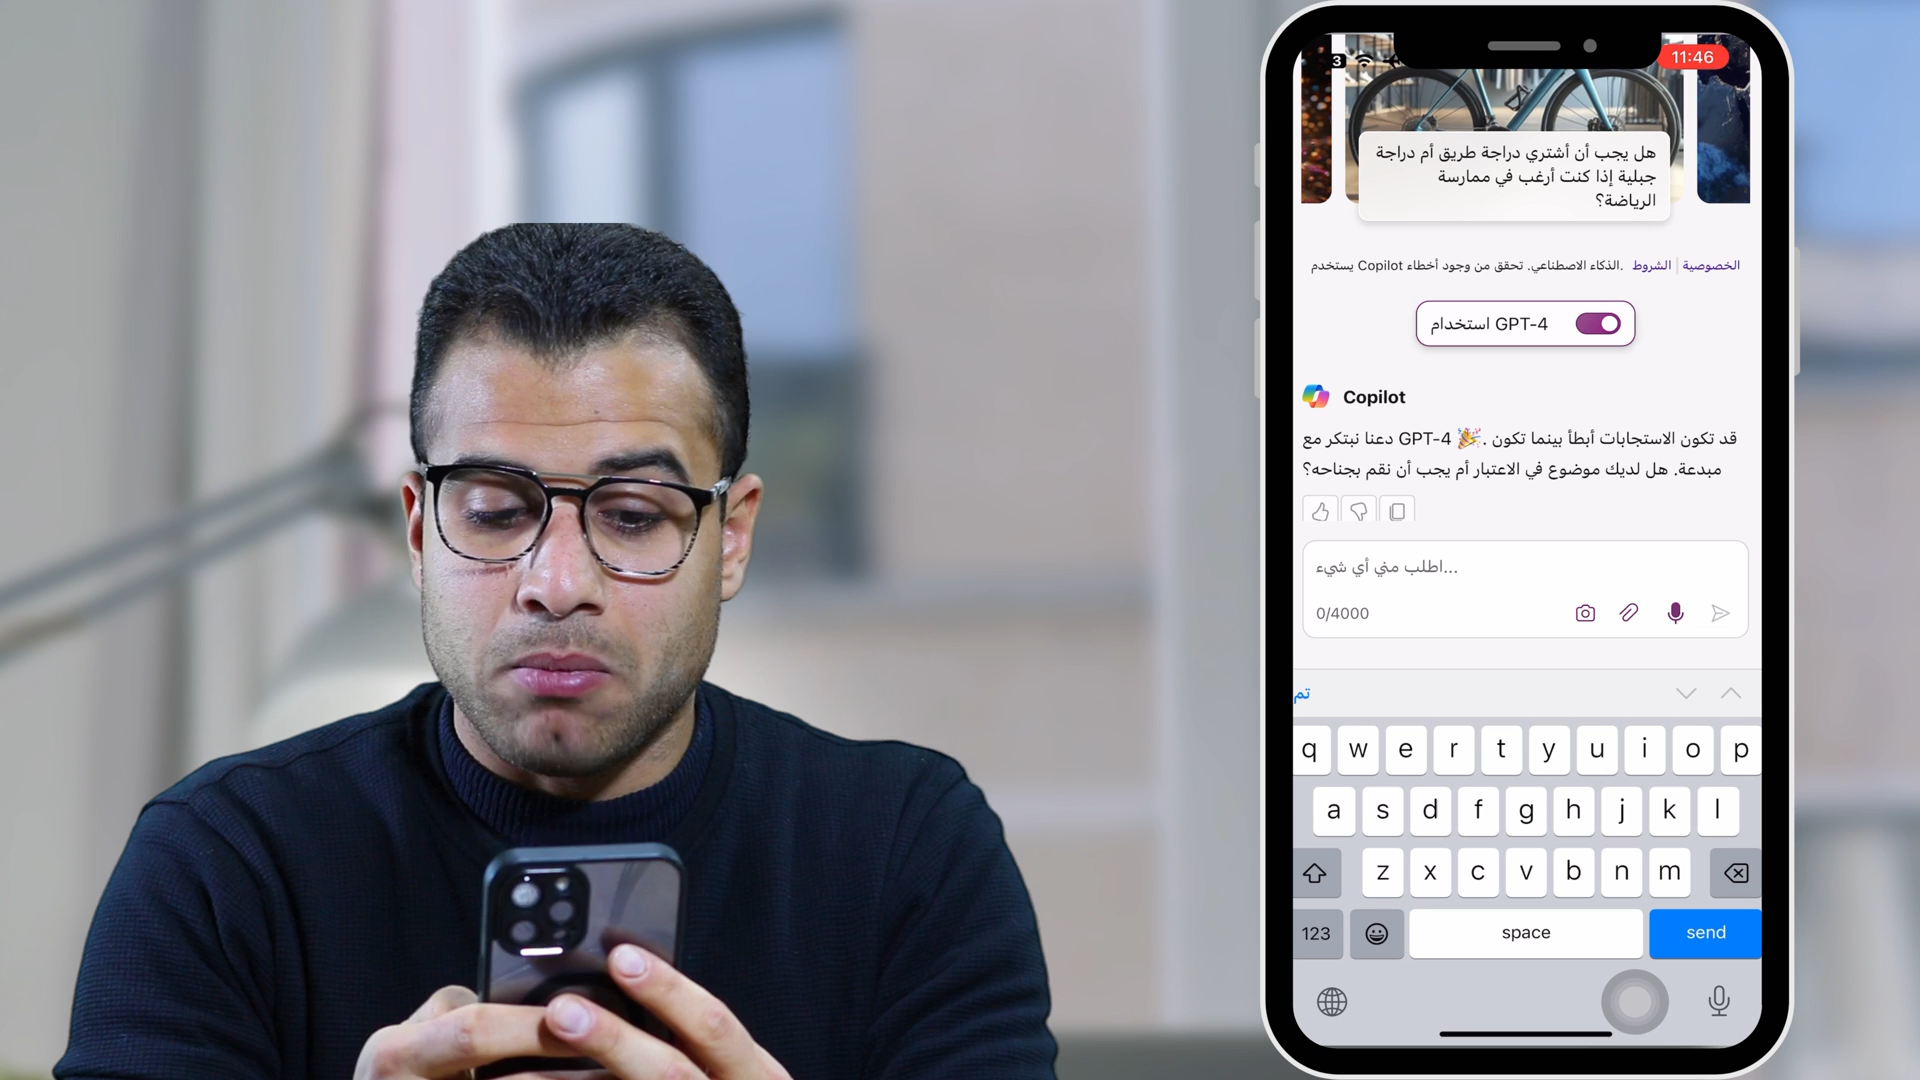 3
11:46
هل يجب أن أشتري دراجة طريق أم دراجة
جبلية إذا كنت أرغب في ممارسة
الرياضة؟
يستخدم Copilot الذكاء الاصطناعي. تحقق من وجود أخطاء. الشروط | الخصوصية
استخدام GPT-4
Copilot
دعنا نبتكر مع GPT-4 🎉. قد تكون الاستجابات أبطأ بينما تكون
مبدعة. هل لديك موضوع في الاعتبار أم يجب أن نقم بجناحه؟
اطلب مني أي شيء...
0/4000
تم
q w e r t y u i o p
a s d f g h j k l
z x c v b n m
123 space send